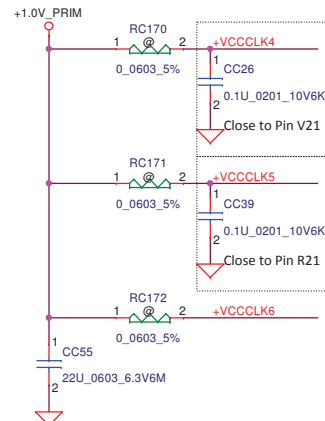 +1.0V_PRIM
RC170
1 @ 2 +VCCCLK4
0_0603_5%
1
CC26
0.1U_0201_10V6K
2
Close to Pin V21
RC171
1 @ 2 +VCCCLK5
0_0603_5%
1
CC39
0.1U_0201_10V6K
2
Close to Pin R21
RC172
1 @ 2 +VCCCLK6
0_0603_5%
1
CC55
22U_0603_6.3V6M
2